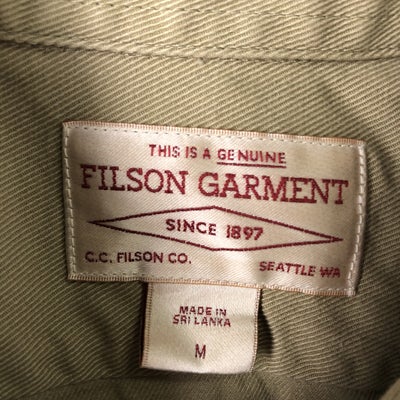 THIS IS A GENUINE
FILSON GARMENT
SINCE 1897
C.C. FILSON CO. SEATTLE WA
MADE IN
SRI LANKA
M